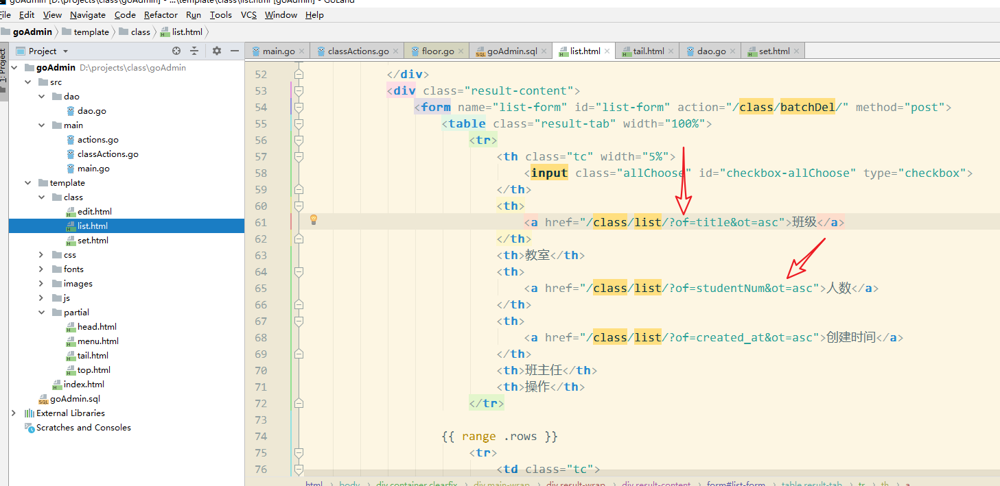 goAdmin [D:\projects\class\goAdmin] - ...\template\class\list.html [goAdmin] - GoLand
File Edit View Navigate Code Refactor Run Tools VCS Window Help
goAdmin template class list.html
1: Project
Project
goAdmin D:\projects\class\goAdmin
src
dao
dao.go
main
actions.go
classActions.go
main.go
template
class
edit.html
list.html
set.html
css
fonts
images
js
partial
head.html
menu.html
tail.html
top.html
index.html
goAdmin.sql
External Libraries
Scratches and Consoles
main.go classActions.go floor.go goAdmin.sql list.html tail.html dao.go set.html
52 </div>
53 <div class="result-content">
54 <form name="list-form" id="list-form" action="/class/batchDel/" method="post">
55 <table class="result-tab" width="100%">
56 <tr>
57 <th class="tc" width="5%">
58 <input class="allChoose" id="checkbox-allChoose" type="checkbox">
59 </th>
60 <th>
61 <a href="/class/list/?of=title&ot=asc">班级</a>
62 </th>
63 <th>教室</th>
64 <th>
65 <a href="/class/list/?of=studentNum&ot=asc">人数</a>
66 </th>
67 <th>
68 <a href="/class/list/?of=created_at&ot=asc">创建时间</a>
69 </th>
70 <th>班主任</th>
71 <th>操作</th>
72 </tr>
73
74 {{ range .rows }}
75 <tr>
76 <td class="tc">
html body div.container.clearfix div.main-wrap div.result-wrap div.result-content form#list-form table.result-tab tr th a